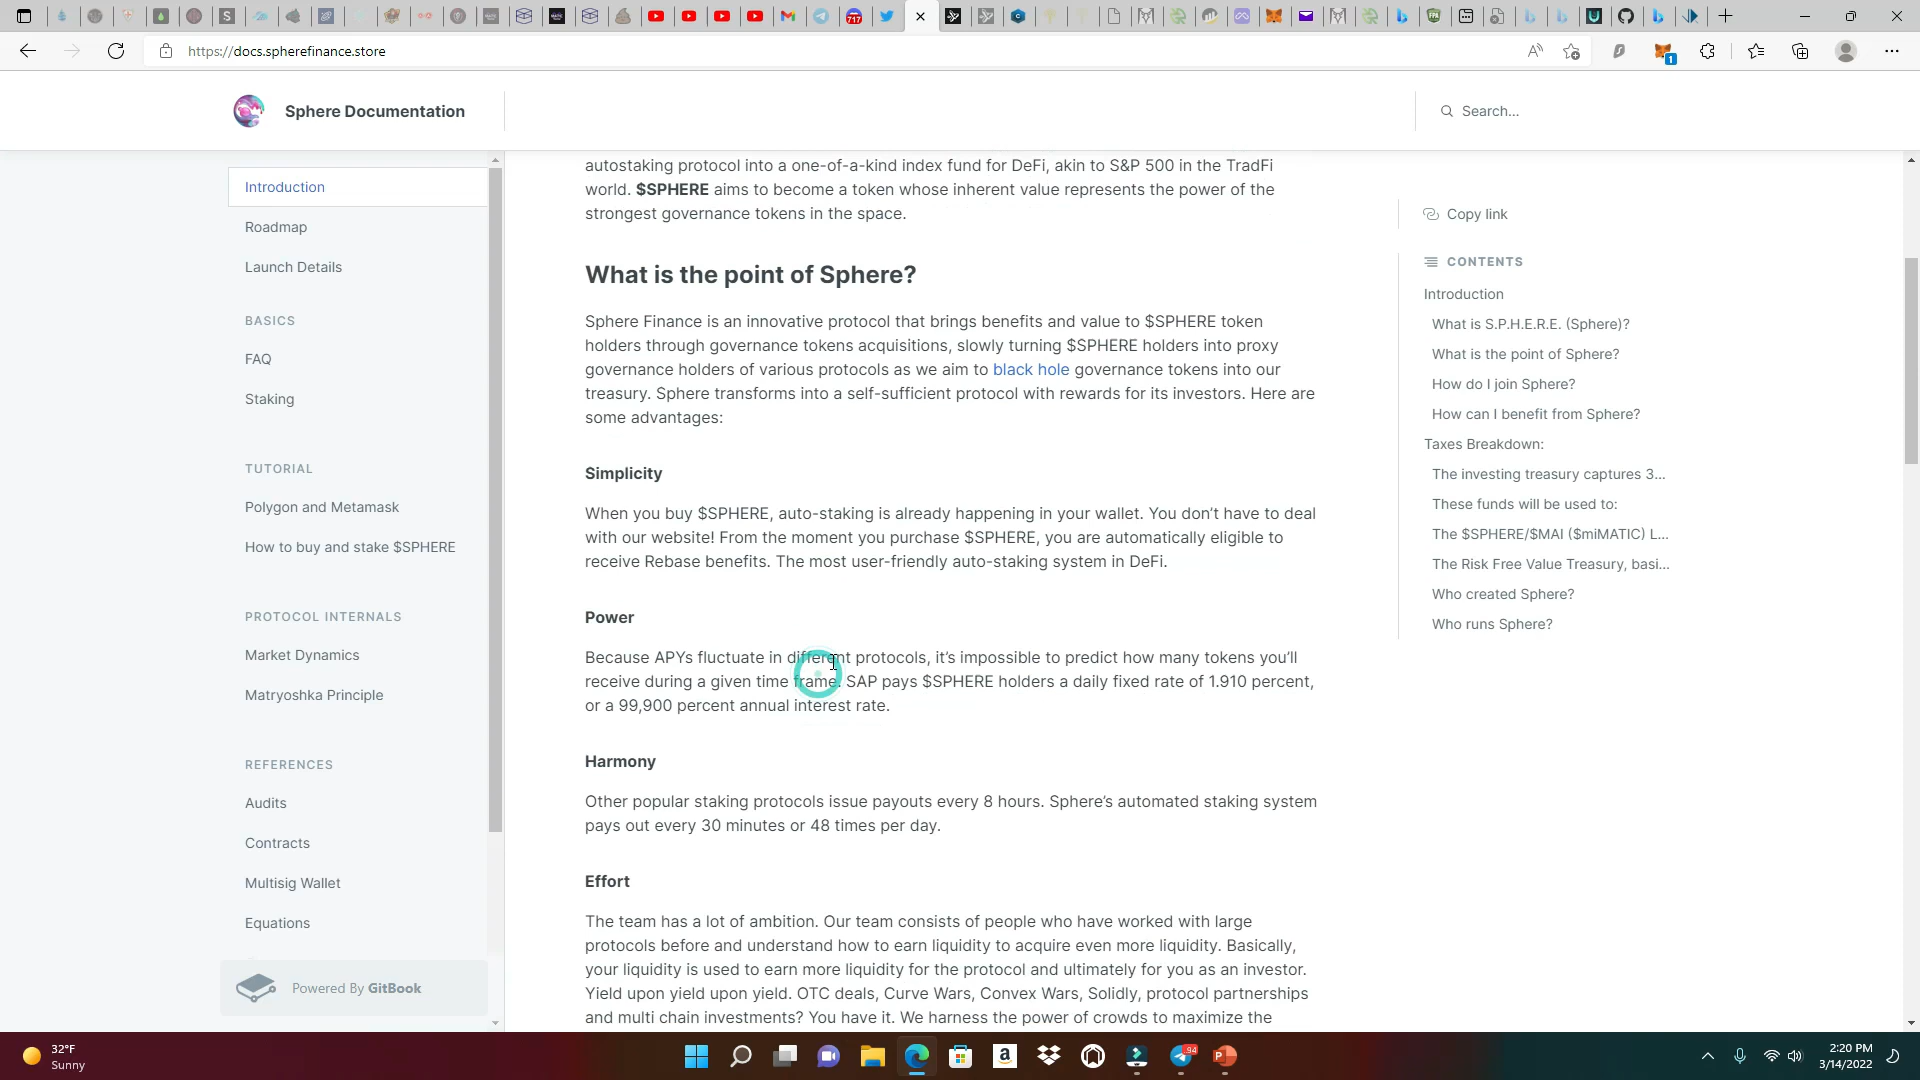 717
https://docs.spherefinance.store
1
Sphere Documentation
Search...
Introduction
Roadmap
Launch Details
BASICS
FAQ
Staking
TUTORIAL
Polygon and Metamask
How to buy and stake $SPHERE
PROTOCOL INTERNALS
Market Dynamics
Matryoshka Principle
REFERENCES
Audits
Contracts
Multisig Wallet
Equations
Powered By GitBook
autostaking protocol into a one-of-a-kind index fund for DeFi, akin to S&P 500 in the TradFi
world. $SPHERE aims to become a token whose inherent value represents the power of the
strongest governance tokens in the space.
What is the point of Sphere?
Sphere Finance is an innovative protocol that brings benefits and value to $SPHERE token
holders through governance tokens acquisitions, slowly turning $SPHERE holders into proxy
governance holders of various protocols as we aim to black hole governance tokens into our
treasury. Sphere transforms into a self-sufficient protocol with rewards for its investors. Here are
some advantages:
Simplicity
When you buy $SPHERE, auto-staking is already happening in your wallet. You don’t have to deal
with our website! From the moment you purchase $SPHERE, you are automatically eligible to
receive Rebase benefits. The most user-friendly auto-staking system in DeFi.
Power
Because APYs fluctuate in different protocols, it’s impossible to predict how many tokens you’ll
receive during a given time frame. SAP pays $SPHERE holders a daily fixed rate of 1.910 percent,
or a 99,900 percent annual interest rate.
Harmony
Other popular staking protocols issue payouts every 8 hours. Sphere’s automated staking system
pays out every 30 minutes or 48 times per day.
Effort
The team has a lot of ambition. Our team consists of people who have worked with large
protocols before and understand how to earn liquidity to acquire even more liquidity. Basically,
your liquidity is used to earn more liquidity for the protocol and ultimately for you as an investor.
Yield upon yield upon yield. OTC deals, Curve Wars, Convex Wars, Solidly, protocol partnerships
and multi chain investments? You have it. We harness the power of crowds to maximize the
Copy link
CONTENTS
Introduction
What is S.P.H.E.R.E. (Sphere)?
What is the point of Sphere?
How do I join Sphere?
How can I benefit from Sphere?
Taxes Breakdown:
The investing treasury captures 3...
These funds will be used to:
The $SPHERE/$MAI ($miMATIC) L...
The Risk Free Value Treasury, basi...
Who created Sphere?
Who runs Sphere?
32°F
Sunny
94
2:20 PM
3/14/2022